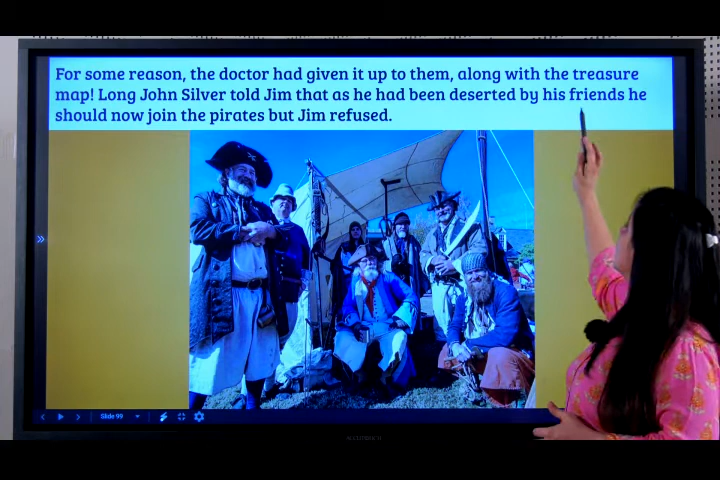 For some reason, the doctor had given it up to them, along with the treasure
map! Long John Silver told Jim that as he had been deserted by his friends he
should now join the pirates but Jim refused.
Slide 99